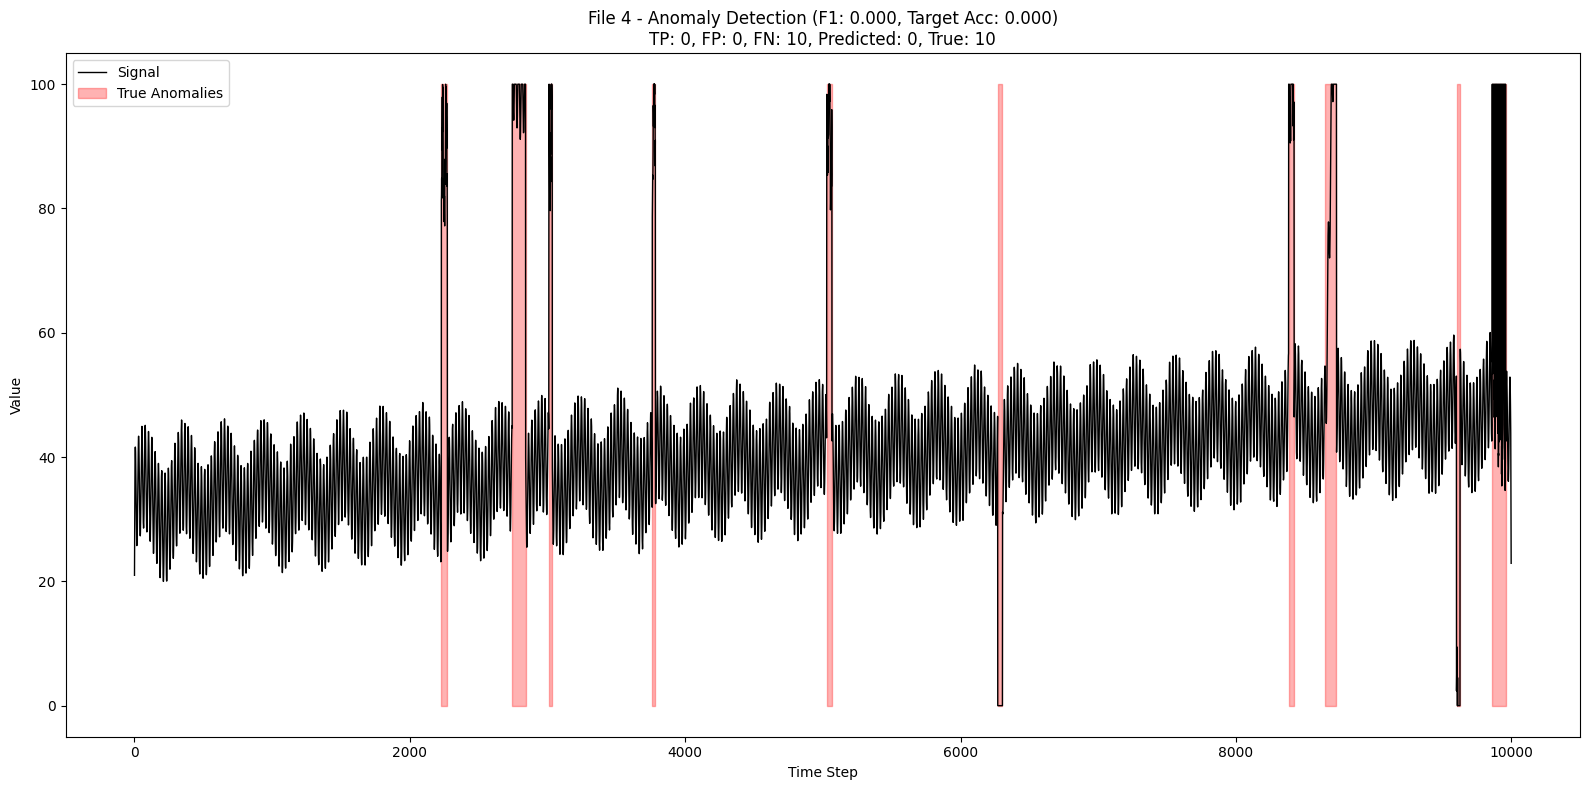 File 4 - Anomaly Detection (F1: 0.000, Target Acc: 0.000)
TP: 0, FP: 0, FN: 10, Predicted: 0, True: 10
Signal
True Anomalies
100
80
60
40
20
0
Value
0
2000
4000
6000
8000
10000
Time Step